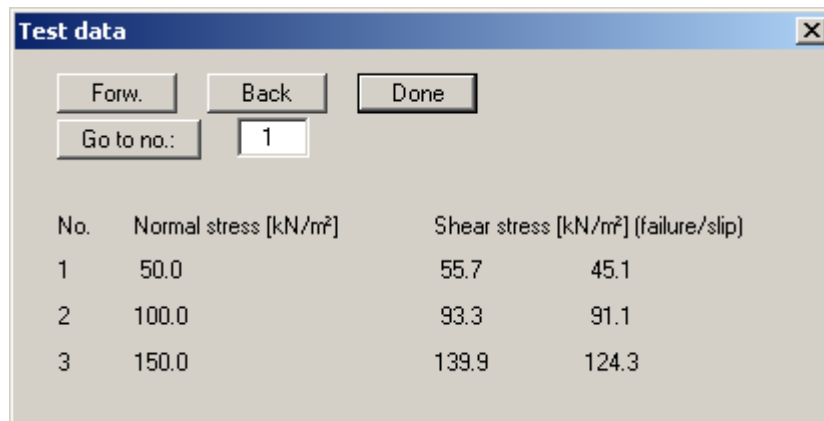 Test data
Forw. Back Done
Go to no.: 1
No. Normal stress [kN/m²] Shear stress [kN/m²] (failure/slip)
1 50.0 55.7 45.1
2 100.0 93.3 91.1
3 150.0 139.9 124.3